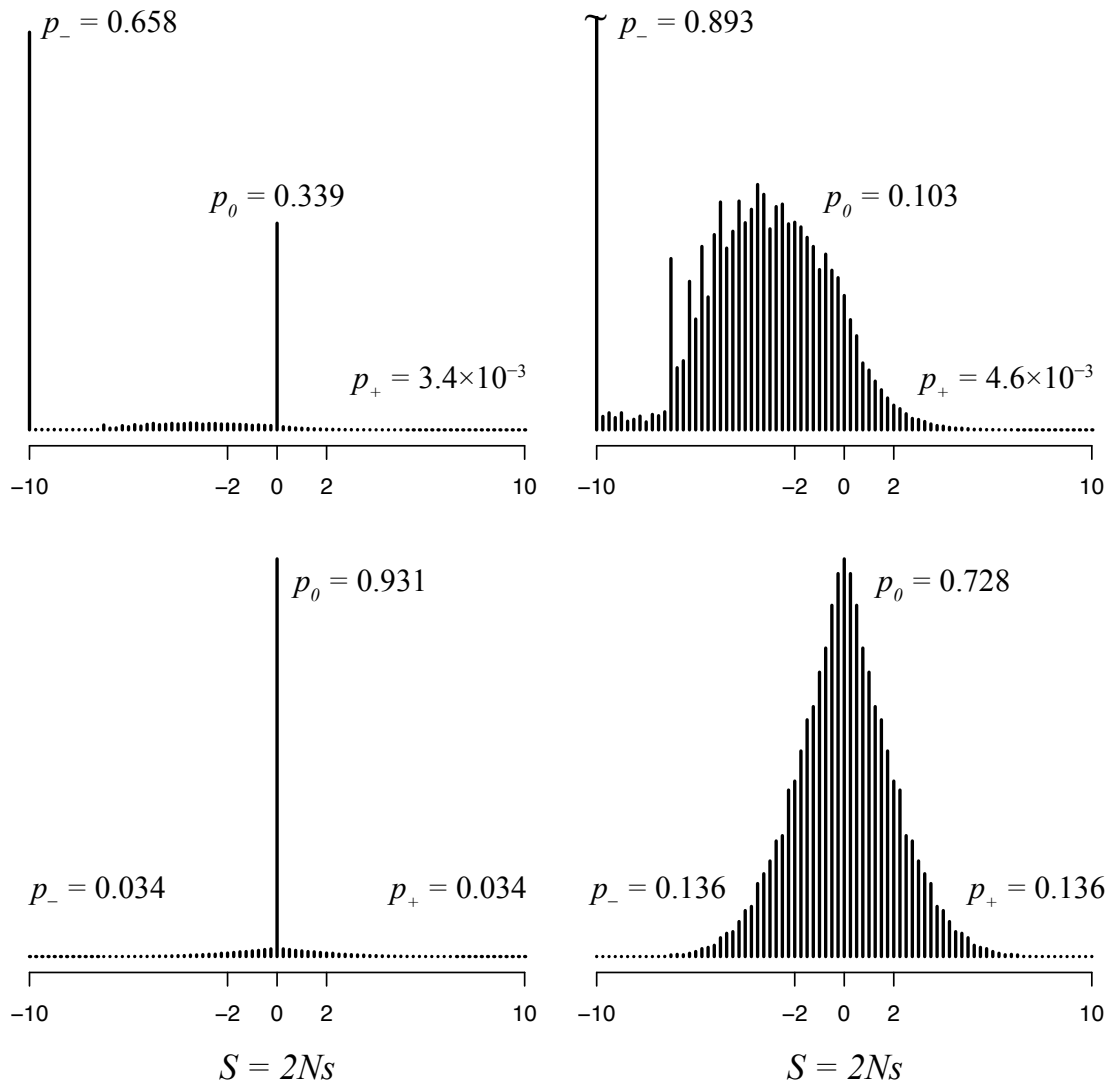 p₋ = 0.658
p₀ = 0.339
p₊ = 3.4×10⁻³
−10 −2 0 2 10
p₋ = 0.893
p₀ = 0.103
p₊ = 4.6×10⁻³
−10 −2 0 2 10
p₀ = 0.931
p₋ = 0.034
p₊ = 0.034
−10 −2 0 2 10
S = 2Ns
p₀ = 0.728
p₋ = 0.136
p₊ = 0.136
−10 −2 0 2 10
S = 2Ns